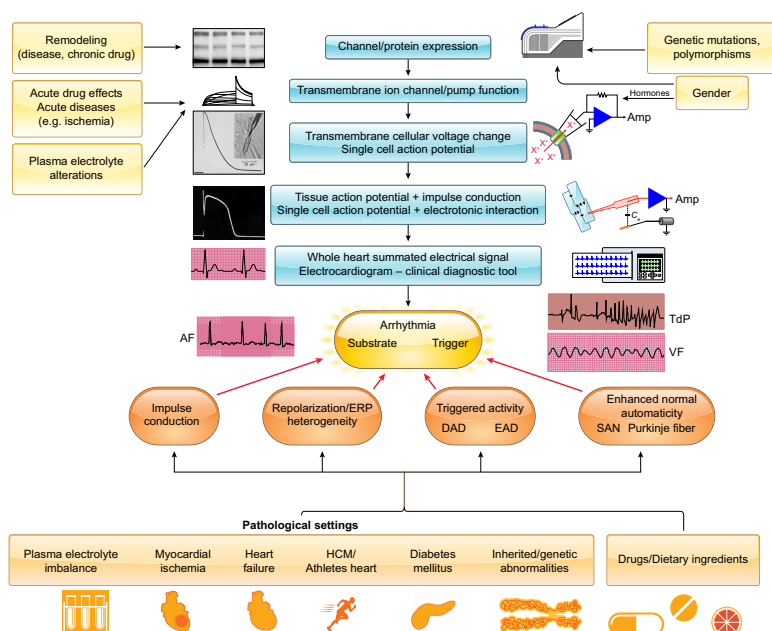 Remodeling
(disease, chronic drug)
Channel/protein expression
Genetic mutations,
polymorphisms
Acute drug effects
Acute diseases
(e.g. ischemia)
Transmembrane ion channel/pump function
Hormones
Gender
Amp
Plasma electrolyte
alterations
Transmembrane cellular voltage change
Single cell action potential
X⁺
X⁺
X⁺
X⁺
X⁺
Tissue action potential + impulse conduction
Single cell action potential + electrotonic interaction
Amp
Whole heart summated electrical signal
Electrocardiogram – clinical diagnostic tool
AF
Arrhythmia
Substrate Trigger
TdP
VF
Impulse
conduction
Repolarization/ERP
heterogeneity
Triggered activity
DAD EAD
Enhanced normal
automaticity
SAN Purkinje fiber
Pathological settings
Plasma electrolyte
imbalance
Myocardial
ischemia
Heart
failure
HCM/
Athletes heart
Diabetes
mellitus
Inherited/genetic
abnormalities
Drugs/Dietary ingredients